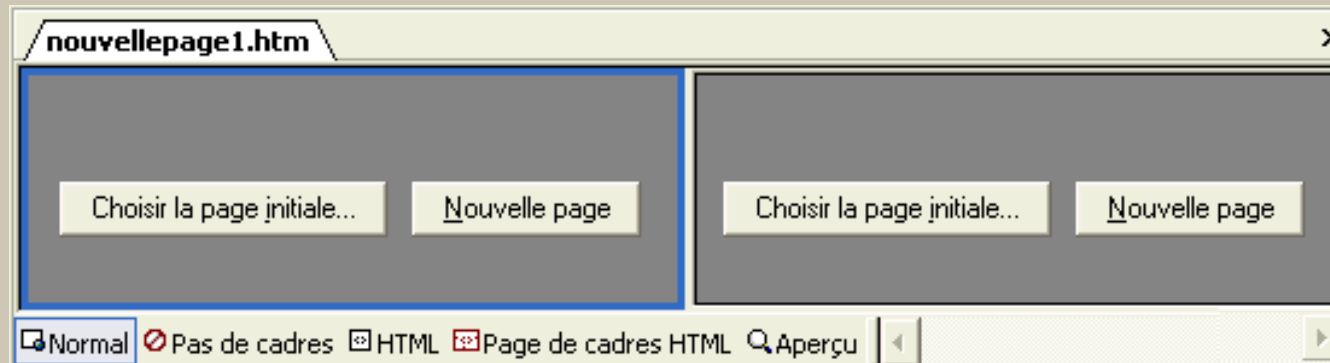 nouvellepage1.htm
Choisir la page initiale... Nouvelle page Choisir la page initiale... Nouvelle page
Normal Pas de cadres HTML Page de cadres HTML Aperçu